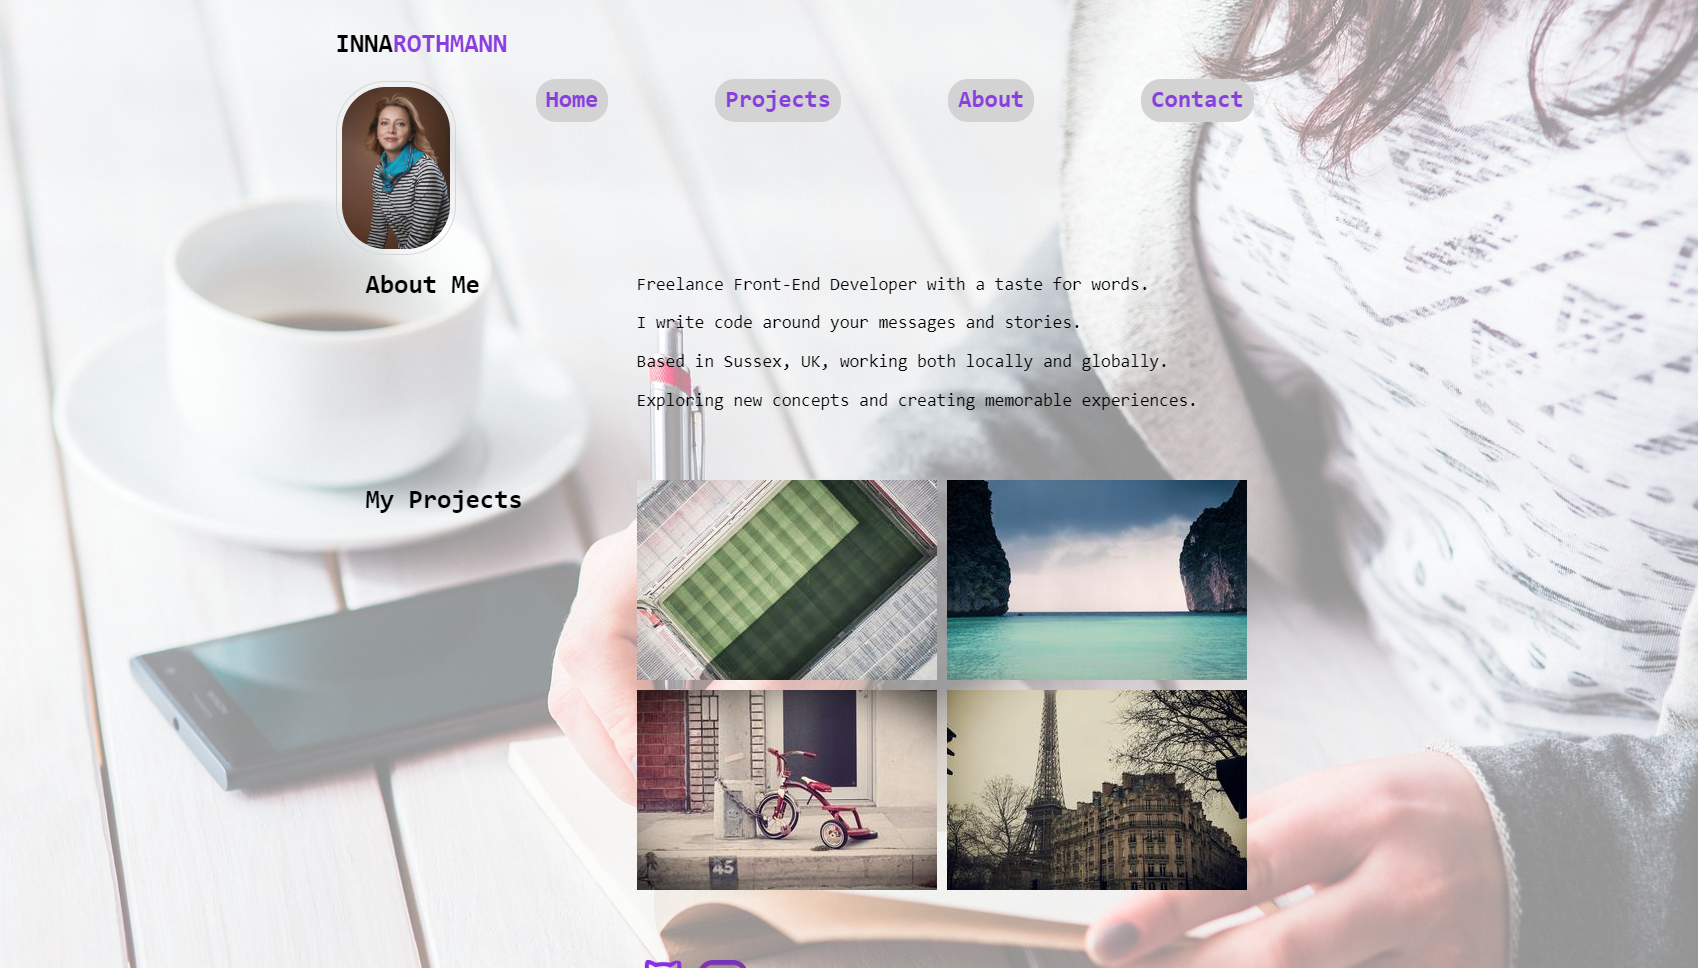 INNAROTHMANN
Home Projects About Contact
About Me
Freelance Front-End Developer with a taste for words.
I write code around your messages and stories.
Based in Sussex, UK, working both locally and globally.
Exploring new concepts and creating memorable experiences.
My Projects
45